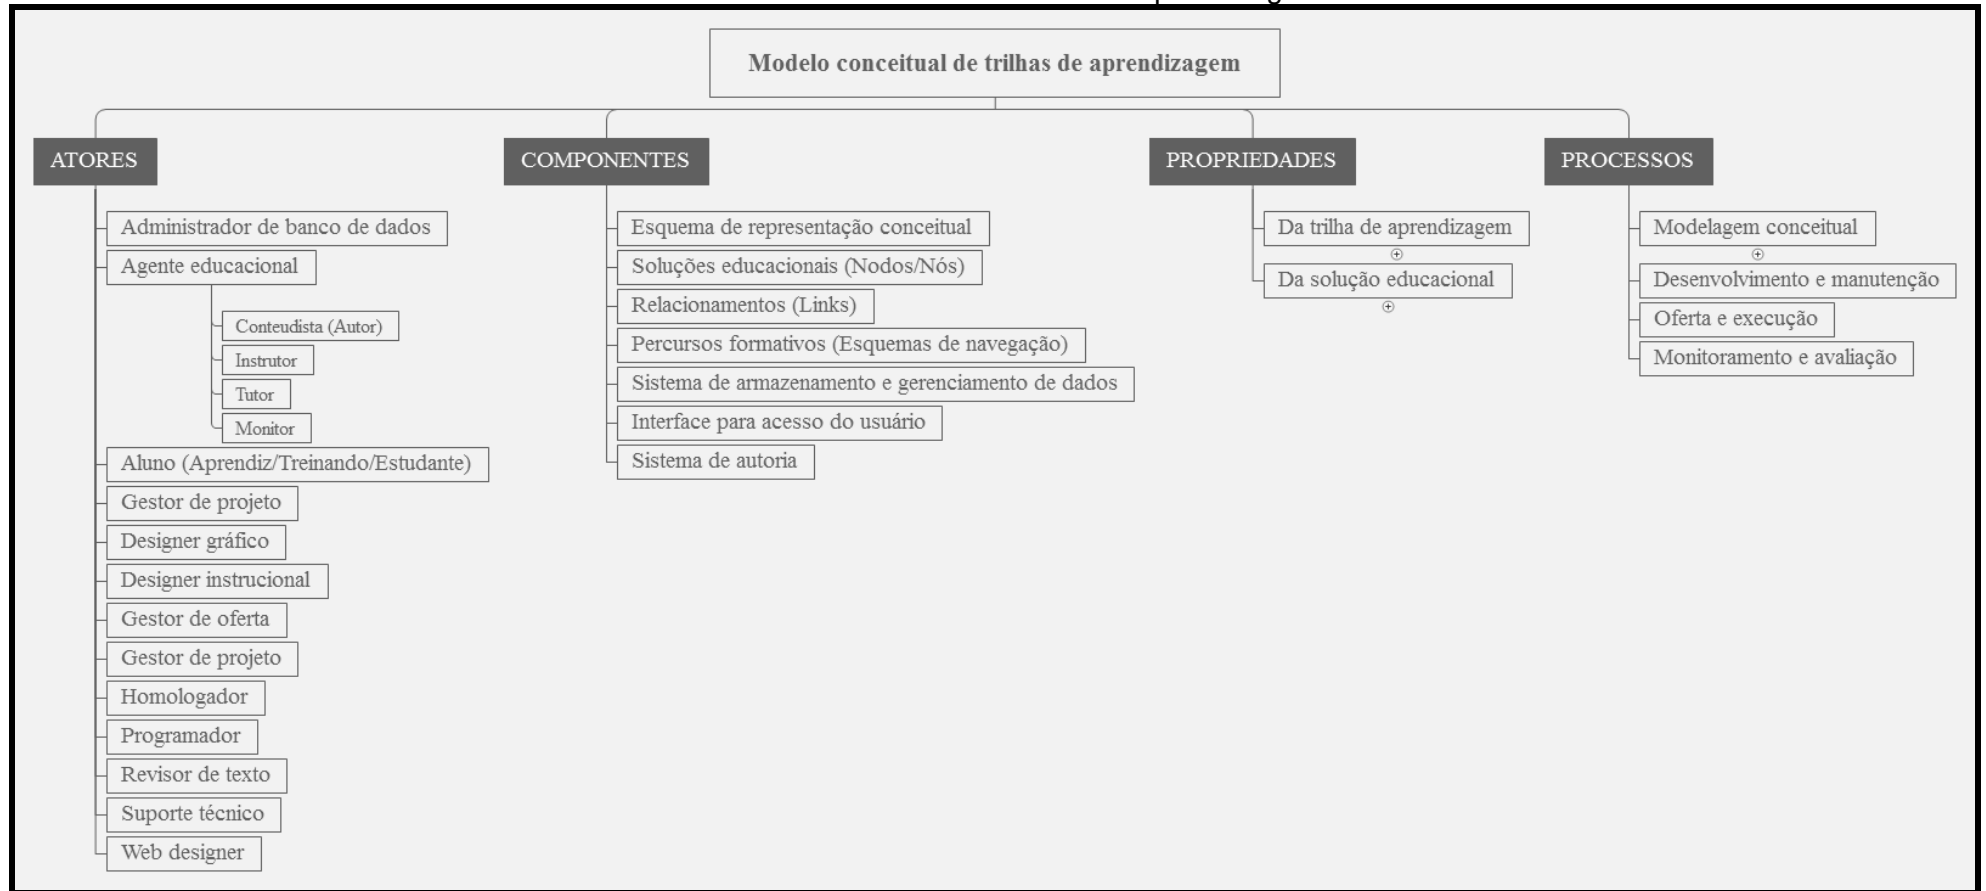 Modelo conceitual de trilhas de aprendizagem
ATORES
Administrador de banco de dados
Agente educacional
Conteudista (Autor)
Instrutor
Tutor
Monitor
Aluno (Aprendiz/Treinando/Estudante)
Gestor de projeto
Designer gráfico
Designer instrucional
Gestor de oferta
Gestor de projeto
Homologador
Programador
Revisor de texto
Suporte técnico
Web designer
COMPONENTES
Esquema de representação conceitual
Soluções educacionais (Nodos/Nós)
Relacionamentos (Links)
Percursos formativos (Esquemas de navegação)
Sistema de armazenamento e gerenciamento de dados
Interface para acesso do usuário
Sistema de autoria
PROPRIEDADES
Da trilha de aprendizagem
Da solução educacional
PROCESSOS
Modelagem conceitual
Desenvolvimento e manutenção
Oferta e execução
Monitoramento e avaliação